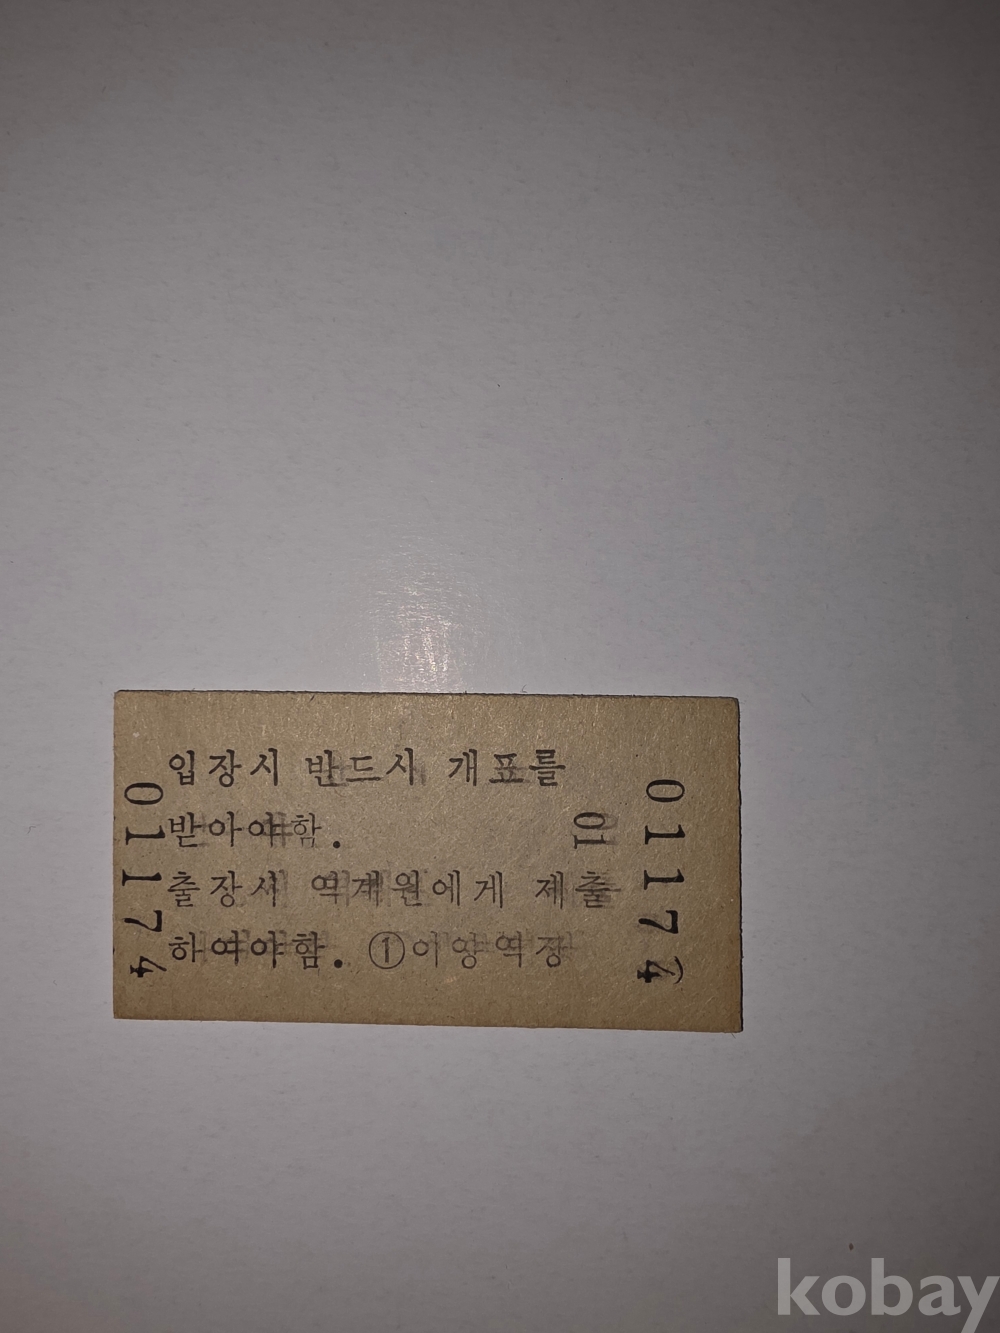 입장시 반드시 개표를
받아야함.
01
출장시 역계원에게 제출
하여야함. ①이양역장
01174
01174
kobay